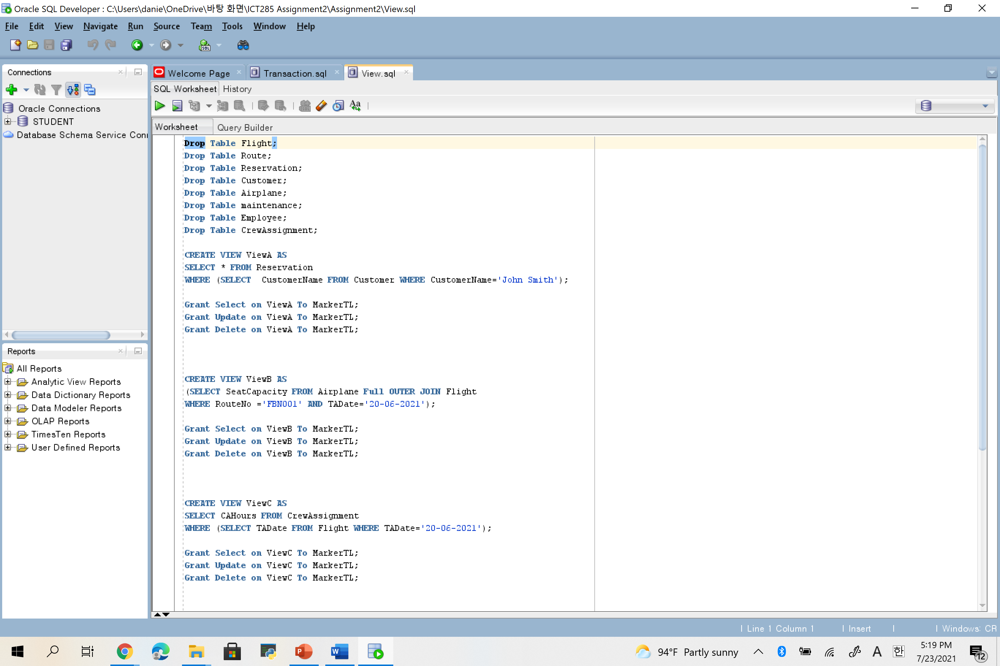 Oracle SQL Developer : C:\Users\danie\OneDrive\바탕 화면\ICT285 Assignment2\Assignment2\View.sql
File Edit View Navigate Run Source Team Tools Window Help
Connections
Oracle Connections
STUDENT
Database Schema Service Conn
Reports
All Reports
Analytic View Reports
Data Dictionary Reports
Data Modeler Reports
OLAP Reports
TimesTen Reports
User Defined Reports
Welcome Page Transaction.sql View.sql
SQL Worksheet History
Worksheet Query Builder
Drop Table Flight;
Drop Table Route;
Drop Table Reservation;
Drop Table Customer;
Drop Table Airplane;
Drop Table maintenance;
Drop Table Employee;
Drop Table CrewAssignment;
CREATE VIEW ViewA AS
SELECT * FROM Reservation
WHERE (SELECT  CustomerName FROM Customer WHERE CustomerName='John Smith');
Grant Select on ViewA To MarkerTL;
Grant Update on ViewA To MarkerTL;
Grant Delete on ViewA To MarkerTL;
CREATE VIEW ViewB AS
(SELECT SeatCapacity FROM Airplane Full OUTER JOIN Flight
WHERE RouteNo ='FBN001' AND TADate='20-06-2021');
Grant Select on ViewB To MarkerTL;
Grant Update on ViewB To MarkerTL;
Grant Delete on ViewB To MarkerTL;
CREATE VIEW ViewC AS
SELECT CAHours FROM CrewAssignment
WHERE (SELECT TADate FROM Flight WHERE TADate='20-06-2021');
Grant Select on ViewC To MarkerTL;
Grant Update on ViewC To MarkerTL;
Grant Delete on ViewC To MarkerTL;
Line 1 Column 1 Insert Windows: CR
94°F Partly sunny A 한 5:19 PM
7/23/2021 12